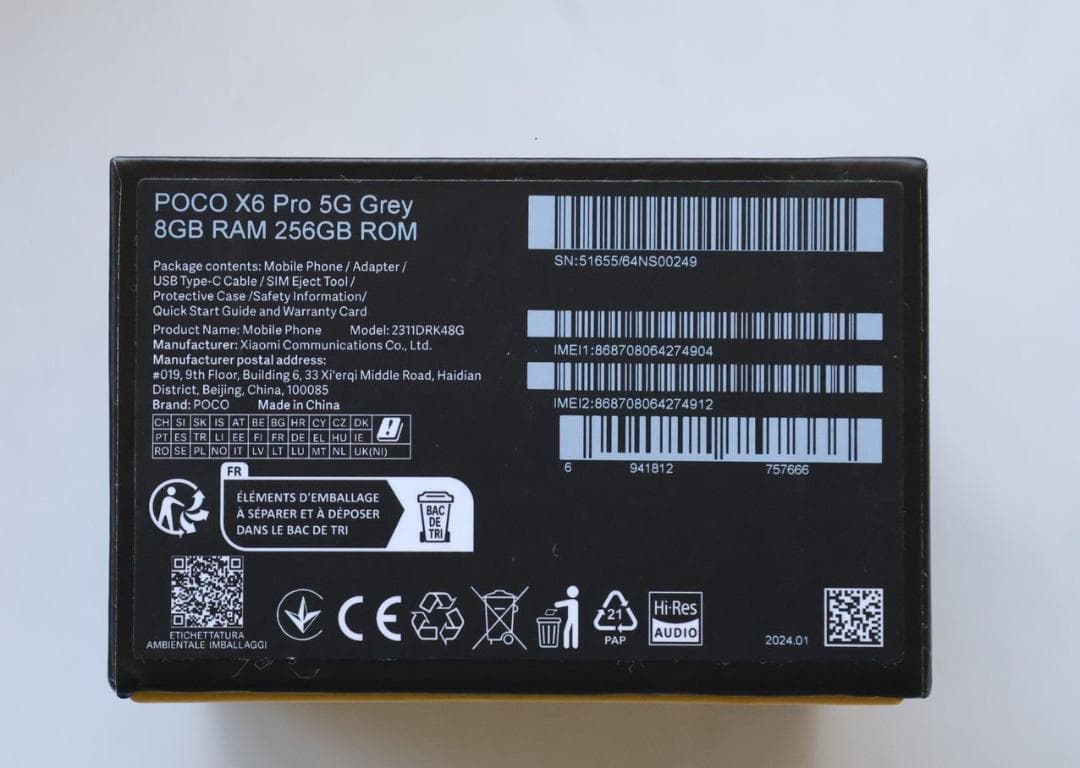 POCO X6 Pro 5G Grey
8GB RAM 256GB ROM
Package contents: Mobile Phone / Adapter /
USB Type-C Cable / SIM Eject Tool /
Protective Case /Safety Information/
Quick Start Guide and Warranty Card
Product Name: Mobile Phone Model: 2311DRK48G
Manufacturer: Xiaomi Communications Co., Ltd.
Manufacturer postal address:
#019, 9th Floor, Building 6, 33 Xi'erqi Middle Road, Haidian
District, Beijing, China, 100085
Brand: POCO Made in China
CH SI SK IS AT BE BG HR CY CZ DK
PT ES TR LI EE FI FR DE EL HU IE
RO SE PL NO IT LV LT LU MT NL UK(NI)
SN:51655/64NS00249
IMEI1:868708064274904
IMEI2:868708064274912
6 941812 757666
FR
ÉLÉMENTS D'EMBALLAGE
À SÉPARER ET À DÉPOSER
DANS LE BAC DE TRI
BAC
DE
TRI
ETICHETTATURA
AMBIENTALE IMBALLAGGI
CE
21
PAP
Hi-Res
AUDIO
2024.01